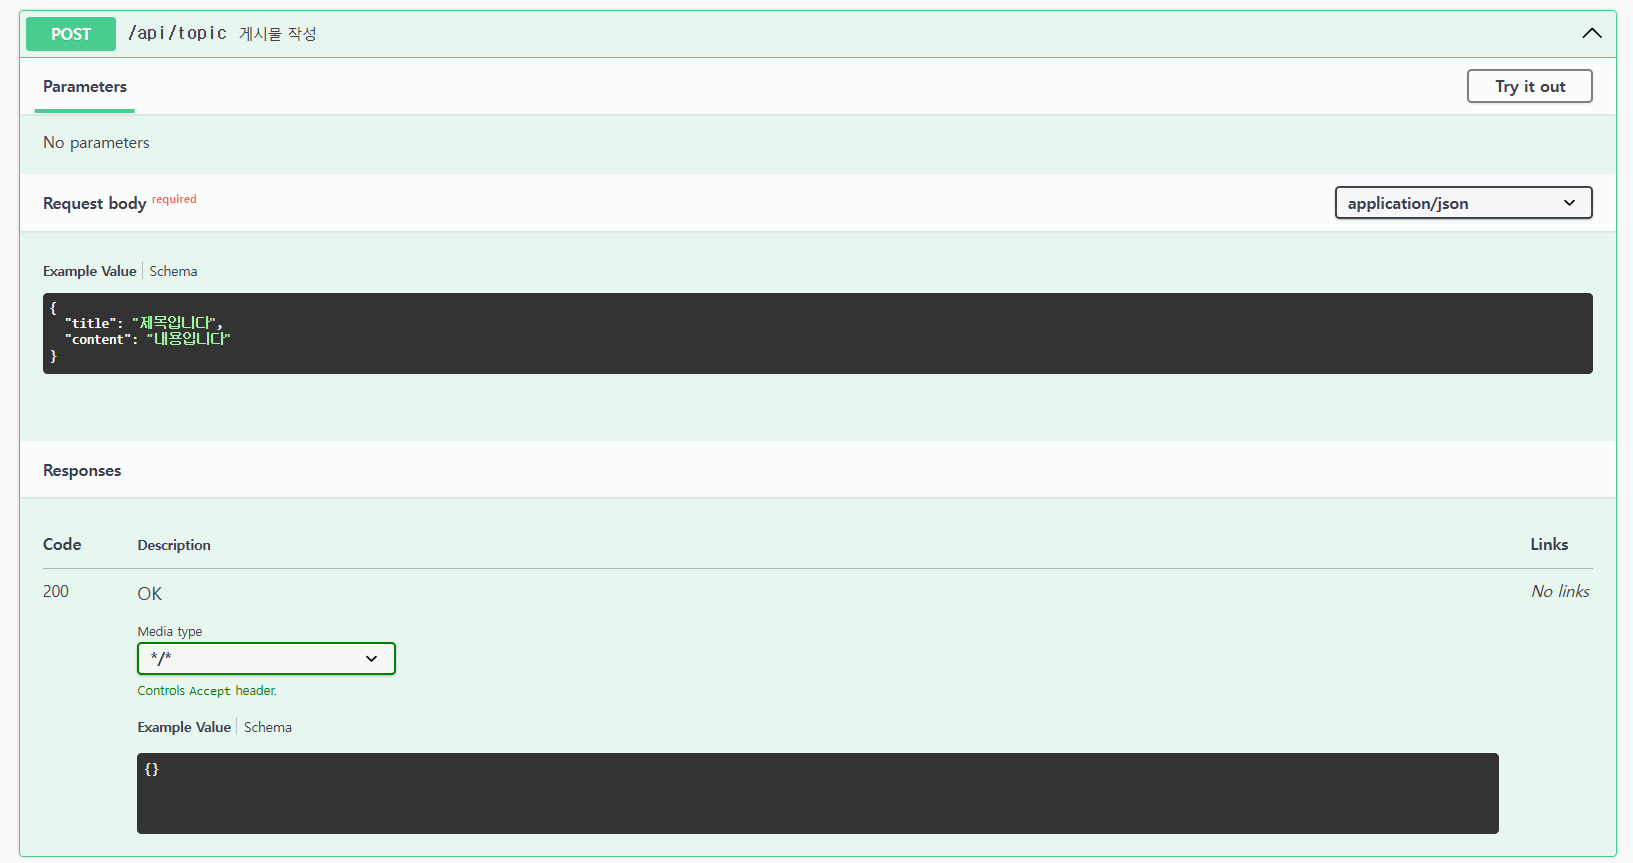 POST /api/topic 게시물 작성
Parameters
Try it out
No parameters
Request body required
application/json
Example Value Schema
{
"title": "제목입니다",
"content": "내용입니다"
}
Responses
Code Description Links
200 OK No links
Media type
*/*
Controls Accept header.
Example Value Schema
{}